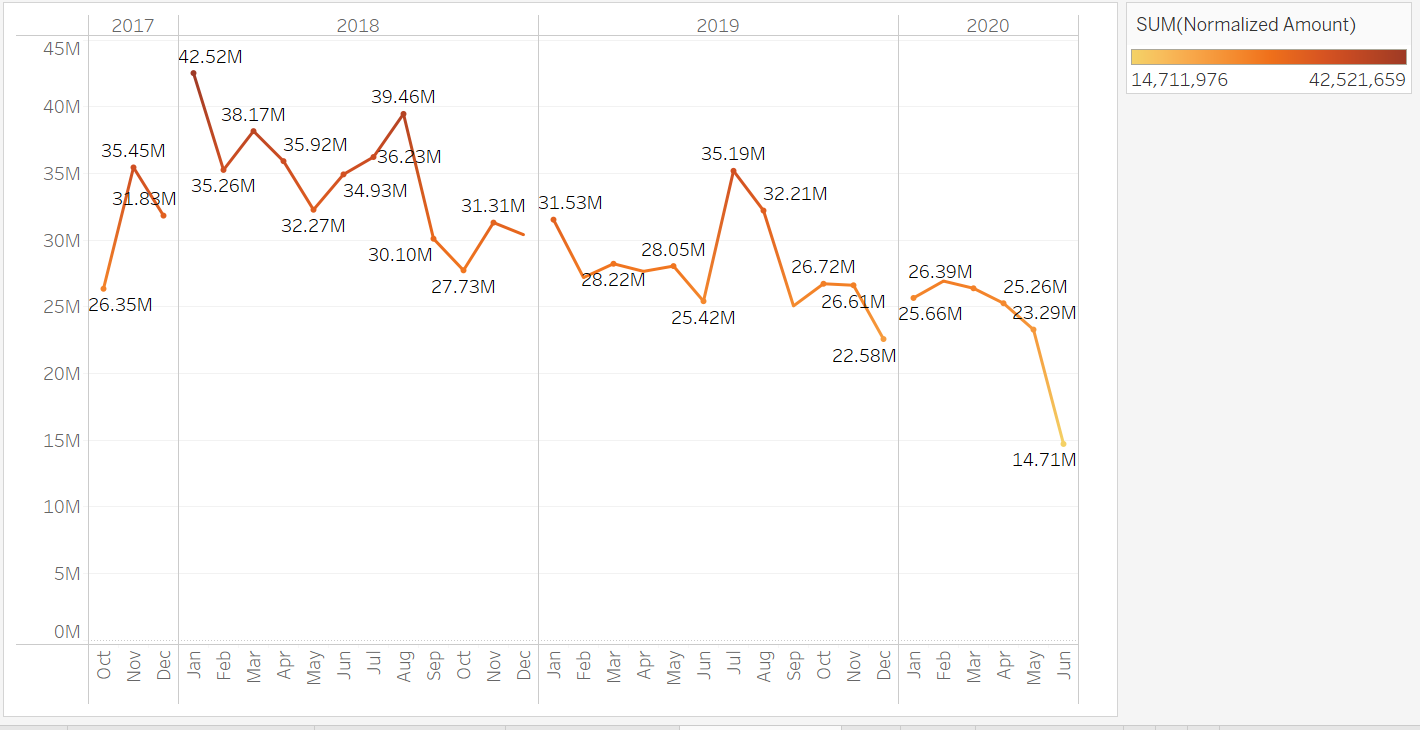 2017 2018 2019 2020
SUM(Normalized Amount)
14,711,976 42,521,659
45M
40M
35M
30M
25M
20M
15M
10M
5M
0M
26.35M
35.45M
31.83M
42.52M
35.26M
38.17M
35.92M
32.27M
34.93M
36.23M
39.46M
30.10M
27.73M
31.31M
31.53M
28.22M
28.05M
25.42M
35.19M
32.21M
26.72M
26.61M
22.58M
25.66M
26.39M
25.26M
23.29M
14.71M
Oct Nov Dec Jan Feb Mar Apr May Jun Jul Aug Sep Oct Nov Dec Jan Feb Mar Apr May Jun Jul Aug Sep Oct Nov Dec Jan Feb Mar Apr May Jun